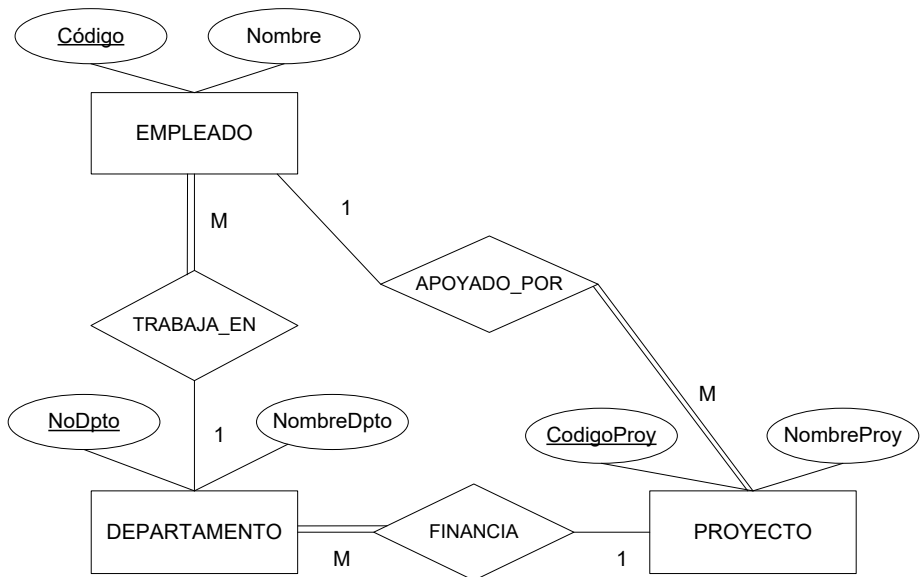 Código
Nombre
EMPLEADO
M
1
APOYADO_POR
TRABAJA_EN
M
NoDpto
1
NombreDpto
CodigoProy
NombreProy
DEPARTAMENTO
M
FINANCIA
1
PROYECTO